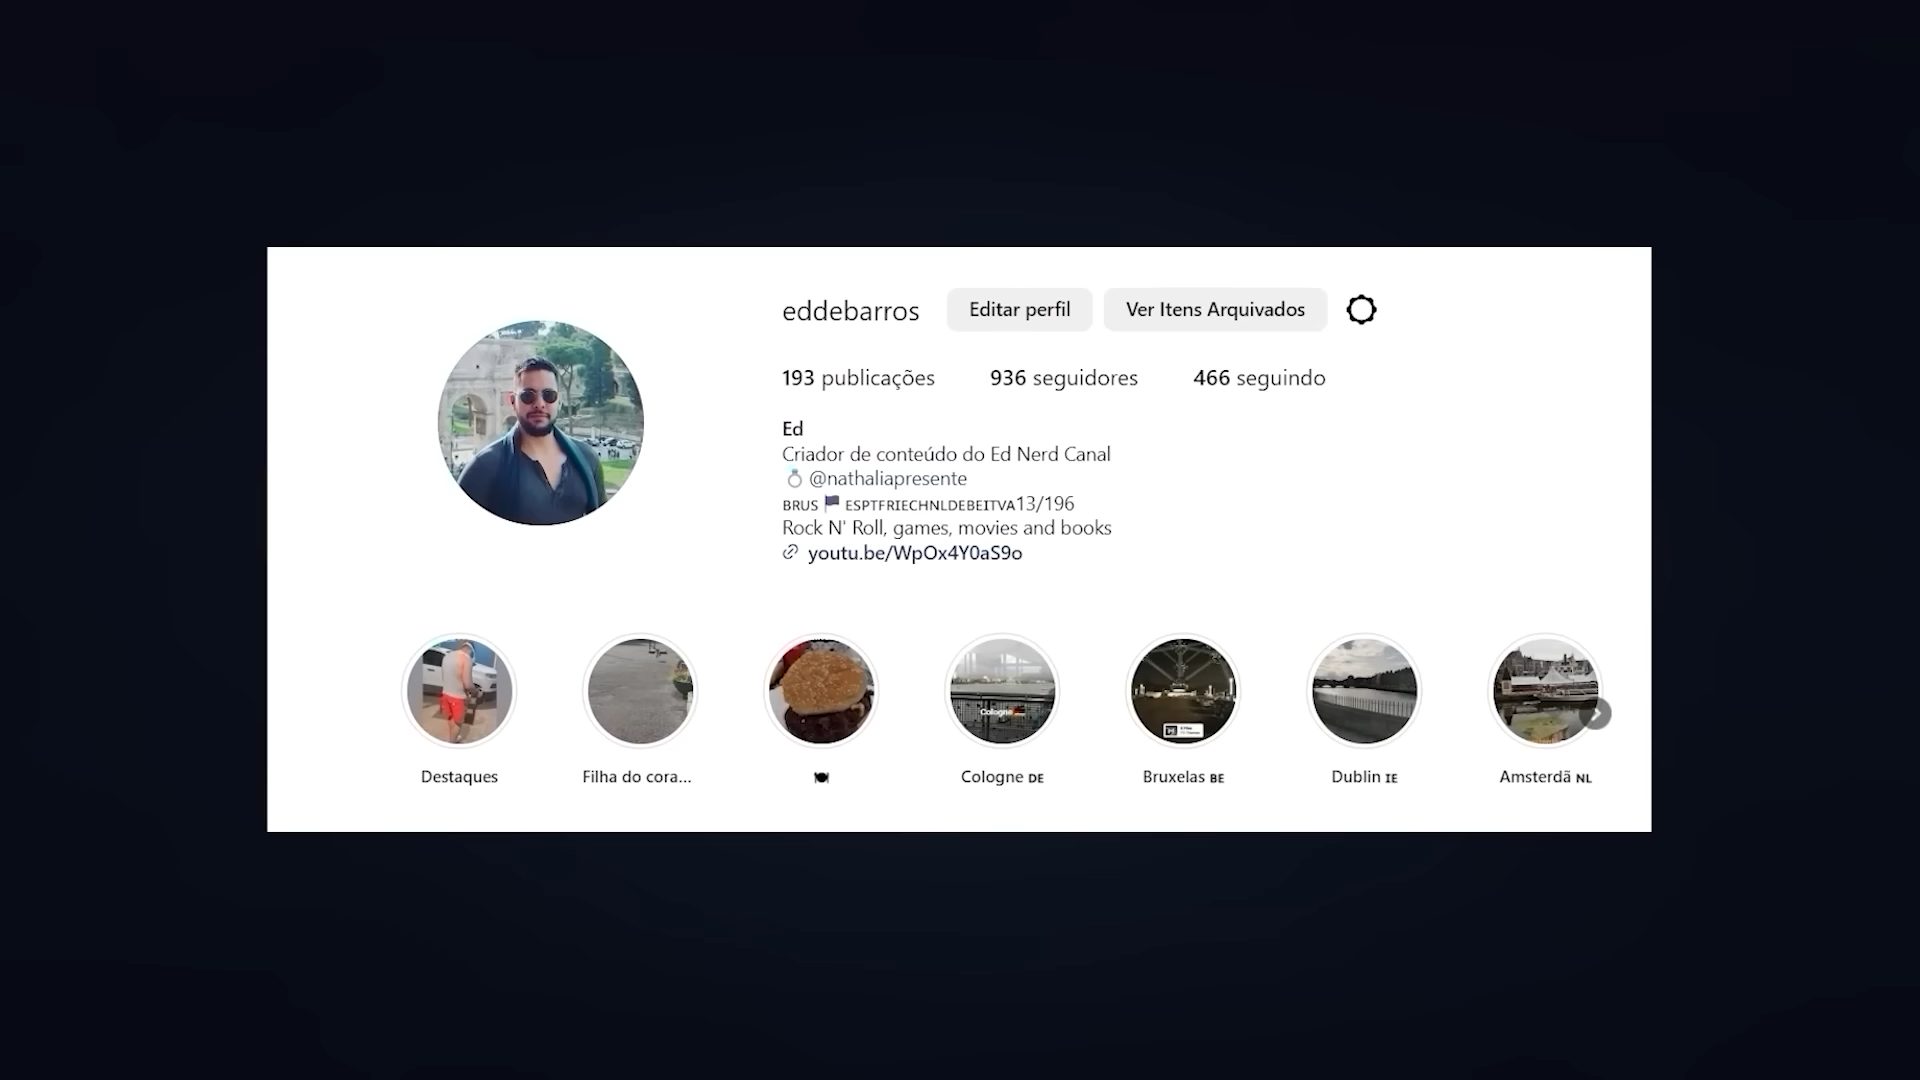 eddebarros Editar perfil Ver Itens Arquivados
193 publicações 936 seguidores 466 seguindo
Ed
Criador de conteúdo do Ed Nerd Canal
@nathaliapresente
BRUS ESPTFRIECHNLDEBEITVA13/196
Rock N' Roll, games, movies and books
youtu.be/WpOx4Y0aS9o
Cologne
Destaques Filha do cora... Cologne DE Bruxelas BE Dublin IE Amsterdã NL